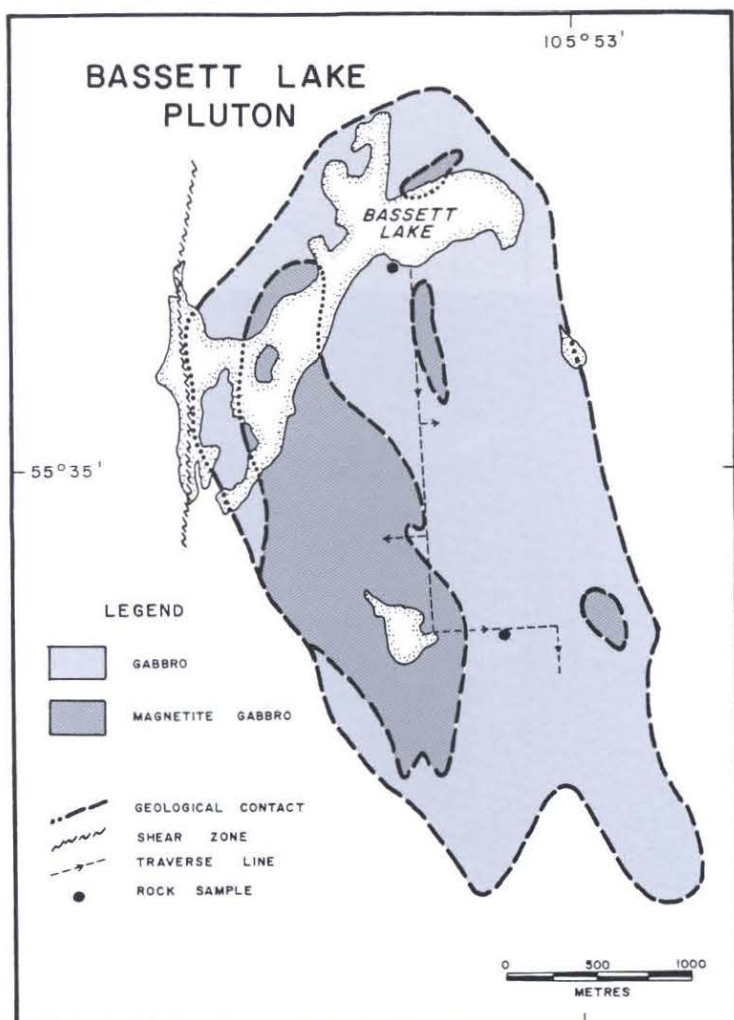 105°53'
BASSETT LAKE
PLUTON
BASSETT
LAKE
55°35'
LEGEND
GABBRO
MAGNETITE GABBRO
GEOLOGICAL CONTACT
SHEAR ZONE
TRAVERSE LINE
ROCK SAMPLE
0 500 1000
METRES